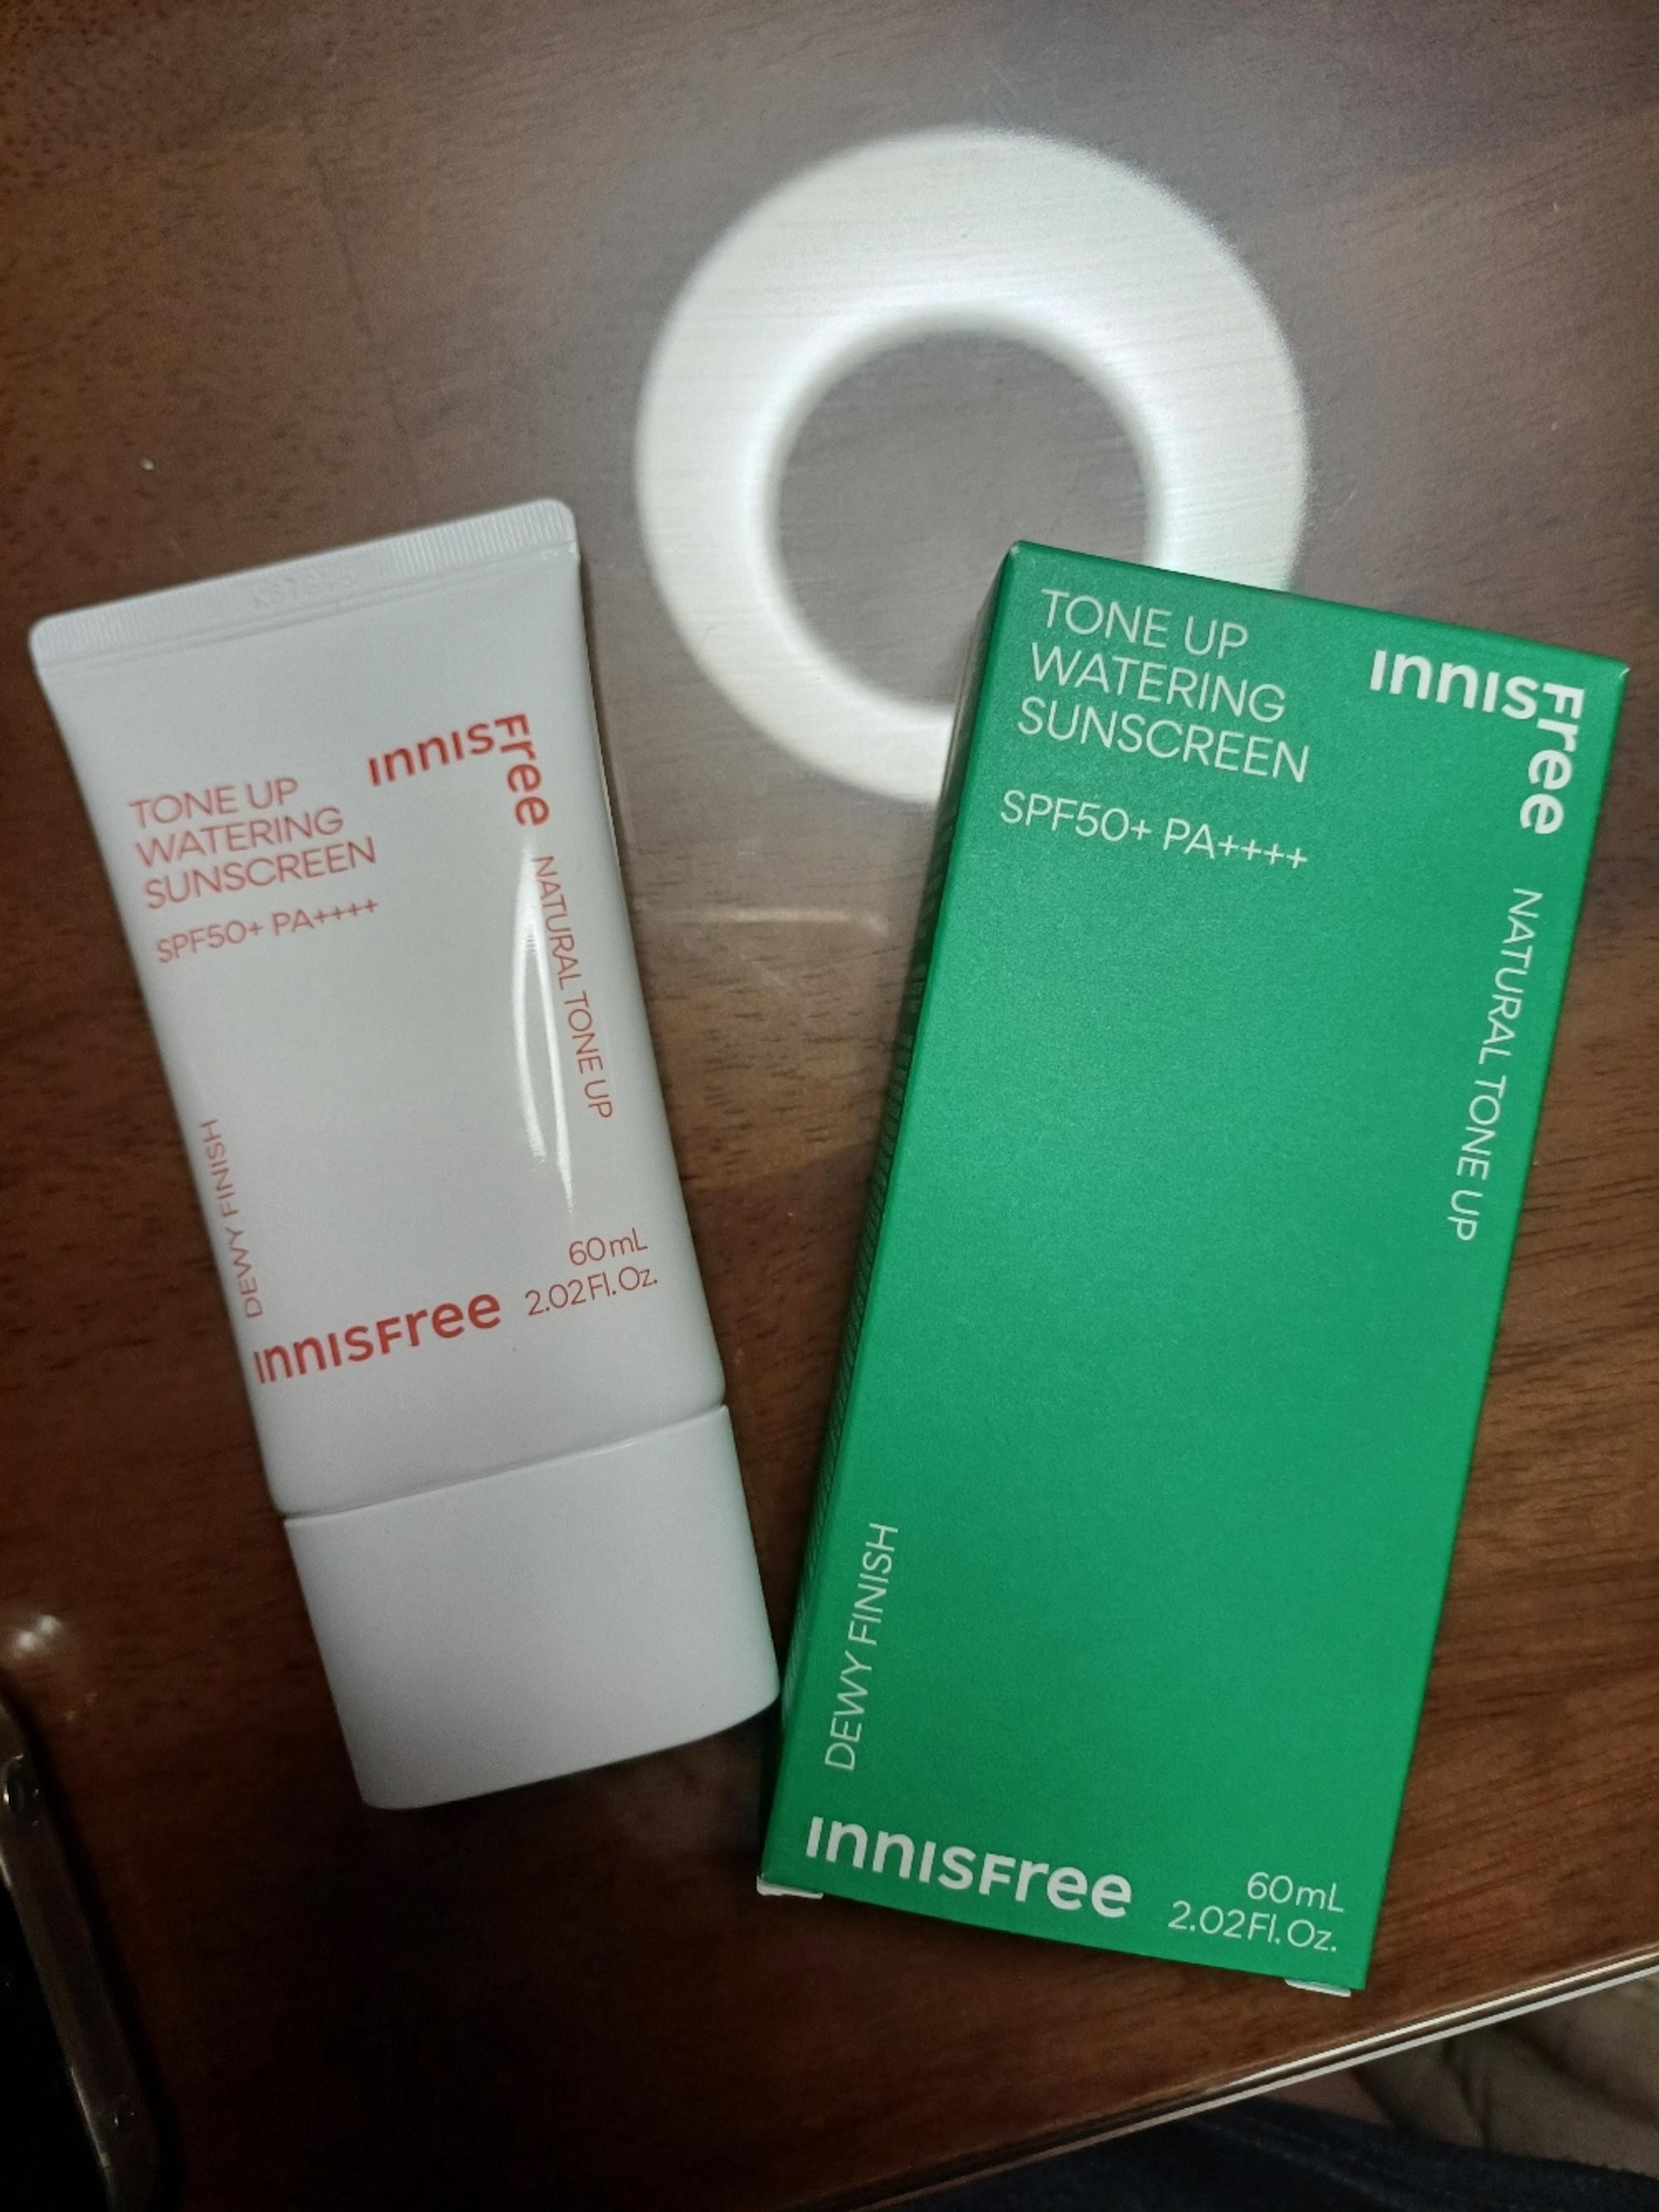 TONE UP
WATERING
SUNSCREEN
SPF50+ PA++++
INNISFree
NATURAL TONE UP
DEWY FINISH
INNISFree
60mL
2.02Fl.Oz.
TONE UP
WATERING
SUNSCREEN
SPF50+ PA++++
INNISFree
NATURAL TONE UP
DEWY FINISH
INNISFree
60mL
2.02Fl.Oz.